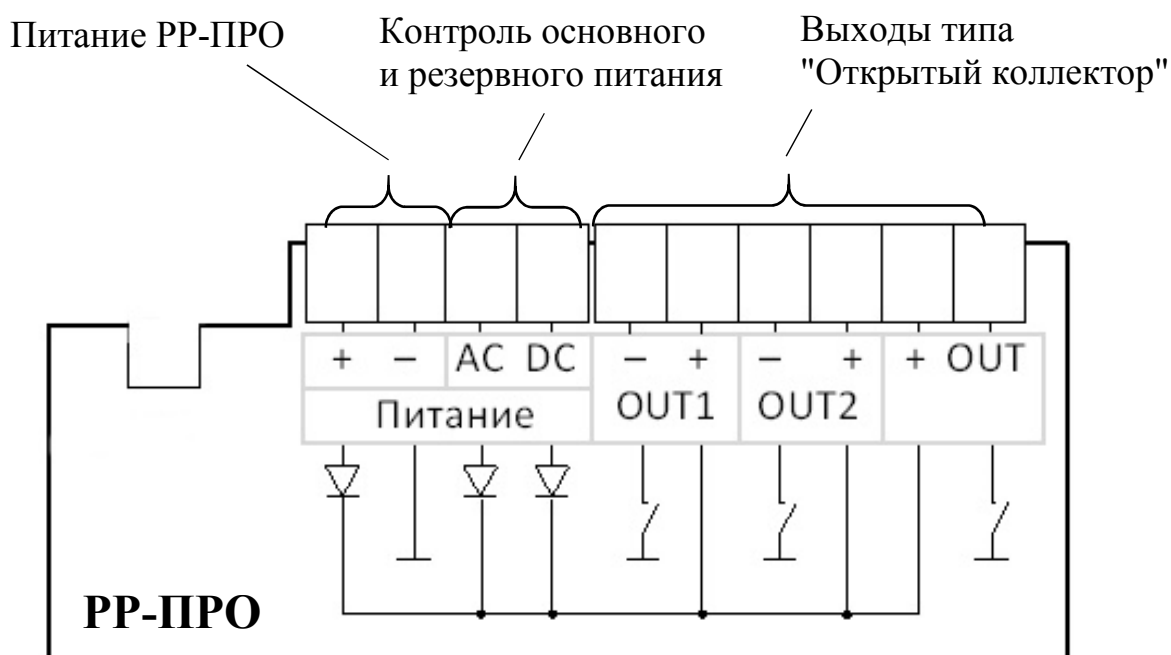 Питание РР-ПРО
Контроль основного
и резервного питания
Выходы типа
"Открытый коллектор"
+ − AC DC − + − + + OUT
Питание OUT1 OUT2
РР-ПРО